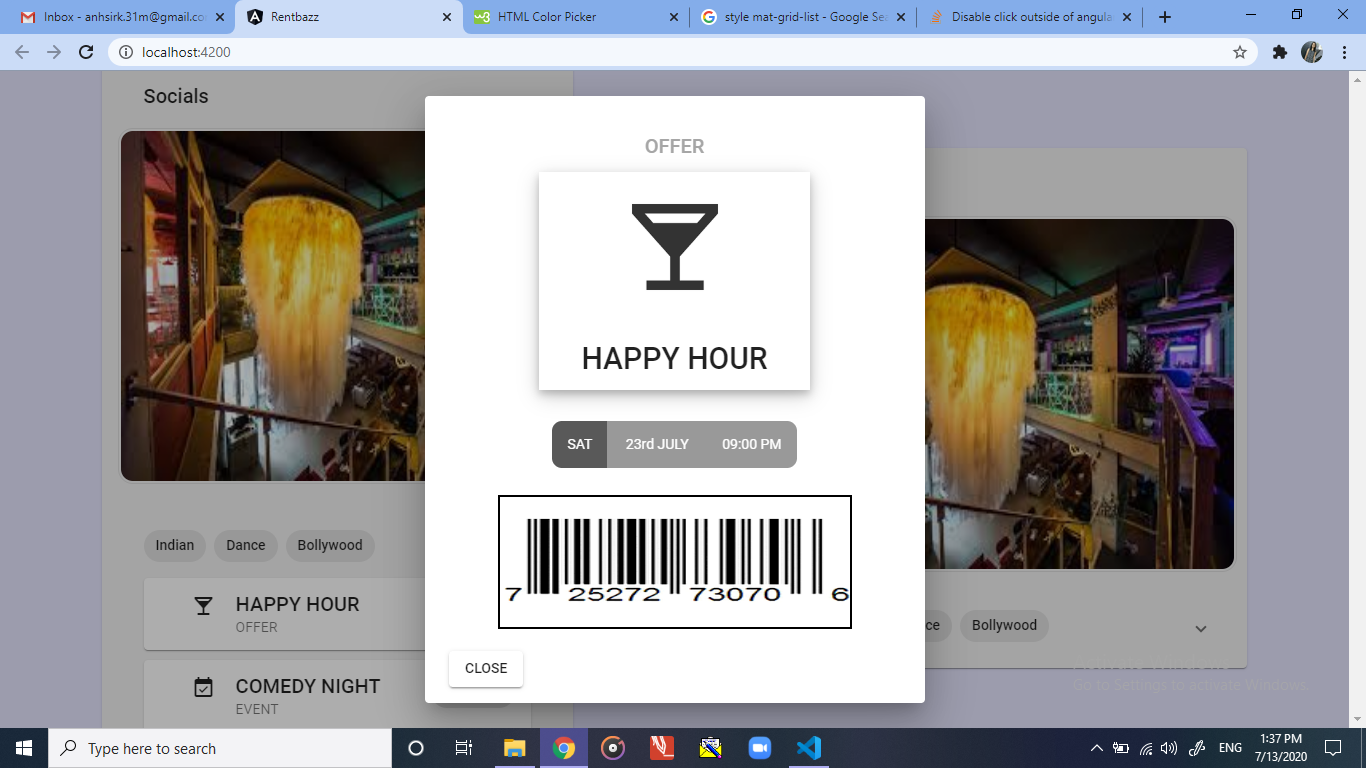 Inbox - anhsirk.31m@gmail.co
Rentbazz
HTML Color Picker
style mat-grid-list - Google Sea
Disable click outside of angula
localhost:4200
Socials
OFFER
HAPPY HOUR
SAT 23rd JULY 09:00 PM
7 25272 73070 6
Indian Dance Bollywood
HAPPY HOUR
OFFER
COMEDY NIGHT
EVENT
CLOSE
ce Bollywood
Activate Windows
Go to Settings to activate Windows.
Type here to search
ENG
1:37 PM
7/13/2020